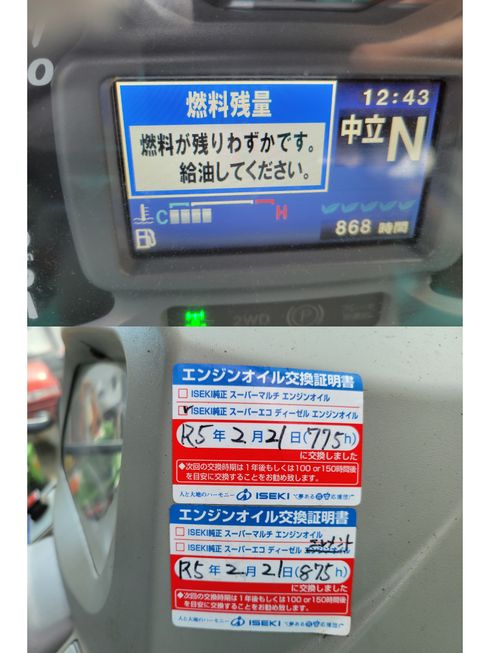 燃料残量
燃料が残りわずかです。
給油してください。
12:43
中立 N
C H
868 時間
2WD P
エンジンオイル交換証明書
ISEKI純正 スーパーマルチ エンジンオイル
ISEKI純正 スーパーエコ ディーゼル エンジンオイル
R5年2月21日(775h)
に交換しました
◆次回の交換時期は1年後もしくは100 or 150時間後
を目安に交換することをお勧め致します。
人と大地のハーモニー ISEKI
エンジンオイル交換証明書
ISEKI純正 スーパーマルチ エンジンオイル
エレメント
ISEKI純正 スーパーエコ ディーゼル エンジンオイル
R5年2月21日(875h)
に交換しました
◆次回の交換時期は1年後もしくは100 or 150時間後
を目安に交換することをお勧め致します。
人と大地のハーモニー ISEKI